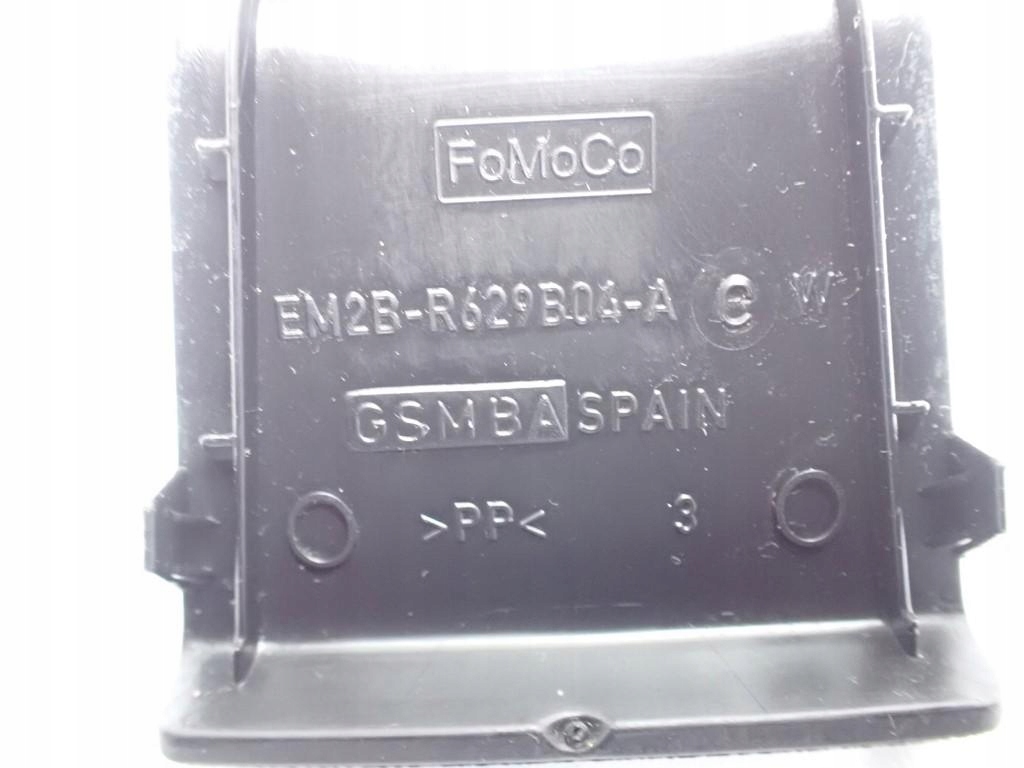 FoMoCo
EM2B-R629B04-A C W
GSMBA SPAIN
>PP< 3